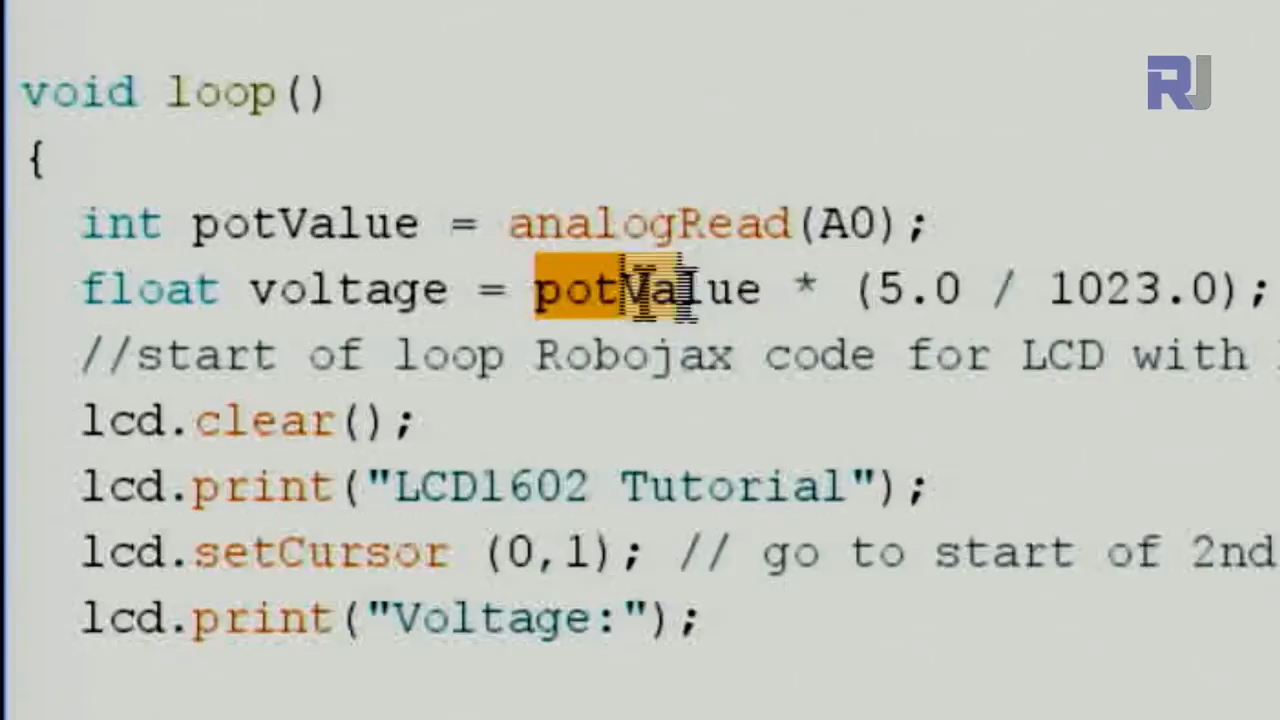 RJ
void loop()
{
int potValue = analogRead(A0);
float voltage = potValue * (5.0 / 1023.0);
//start of loop Robojax code for LCD with
lcd.clear();
lcd.print("LCD1602 Tutorial");
lcd.setCursor (0,1); // go to start of 2nd
lcd.print("Voltage:");